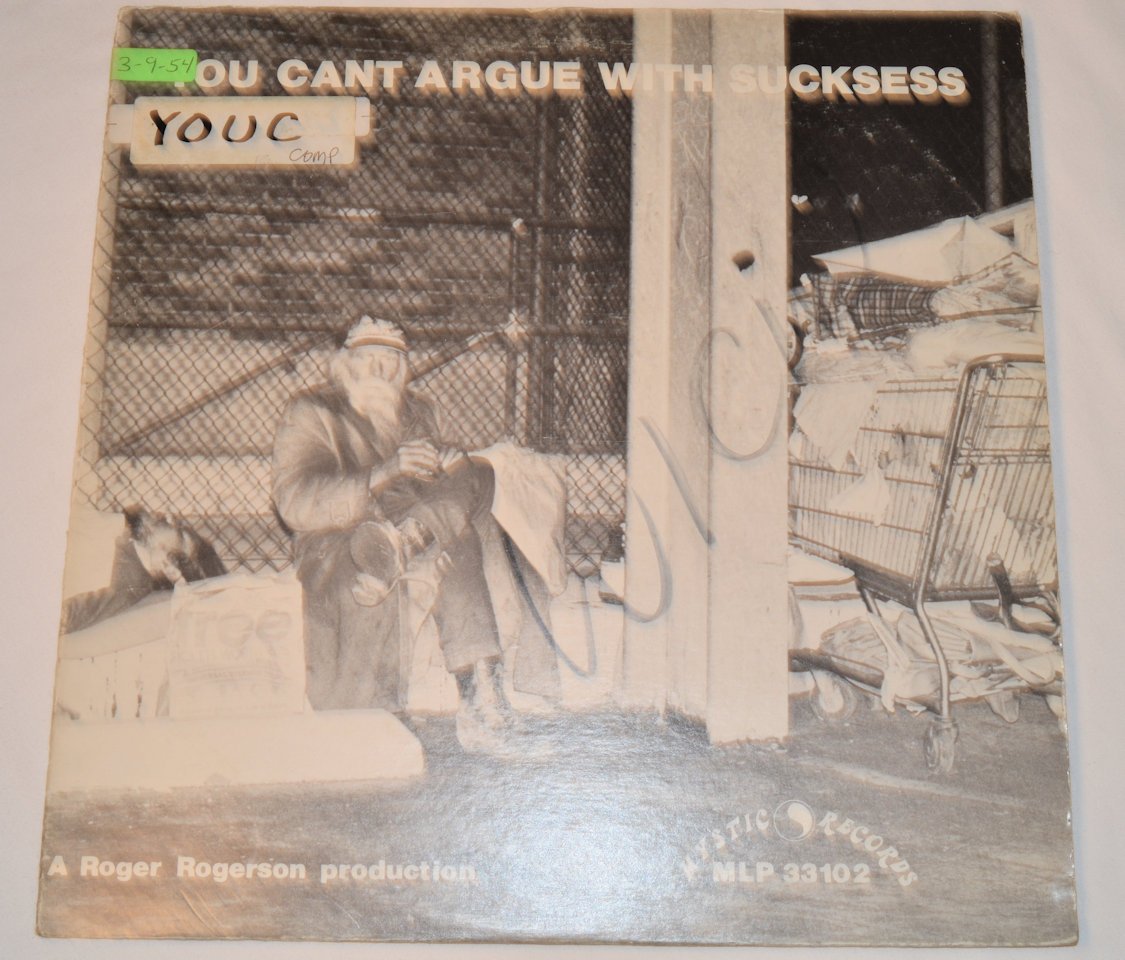 3-9-54
YOU CANT ARGUE WITH SUCKSESS
YOUC
COMP
free
MYSTIC RECORDS
A Roger Rogerson production
MLP 33102